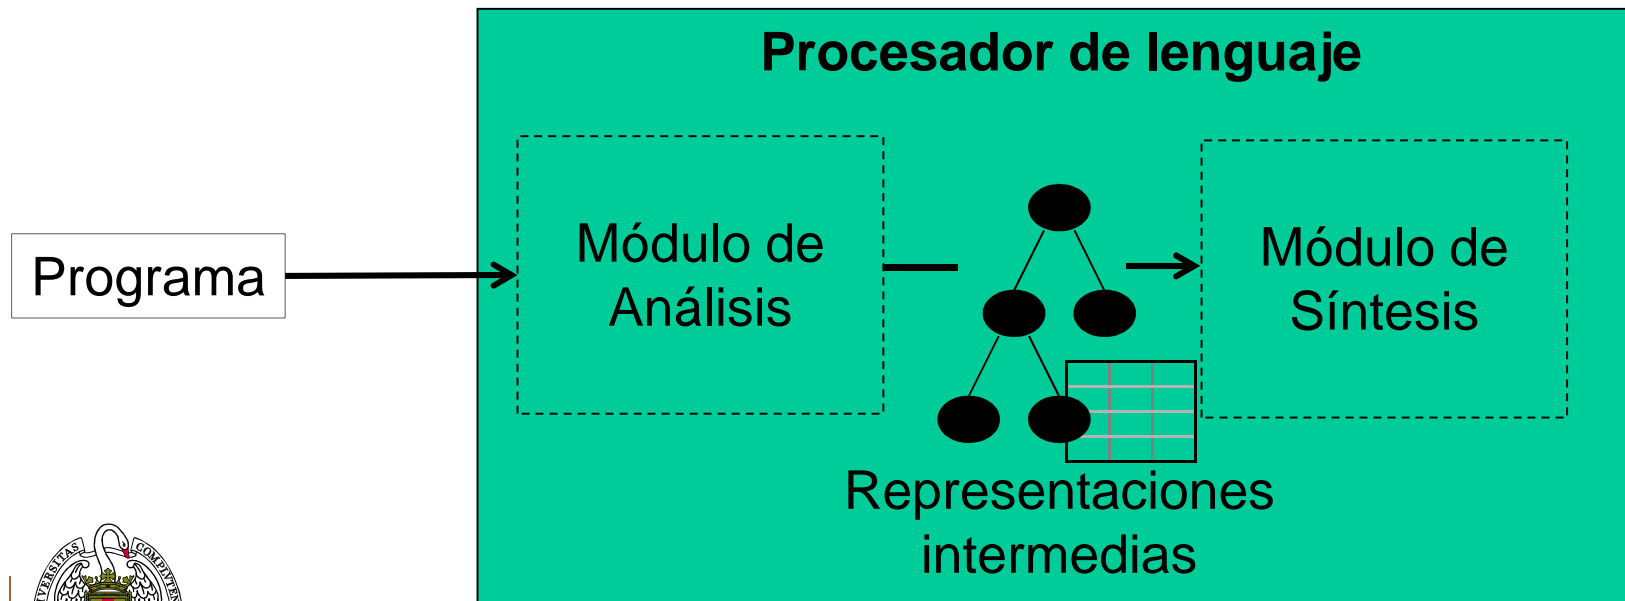 Procesador de lenguaje
Programa
Módulo de
Análisis
Módulo de
Síntesis
Representaciones
intermedias